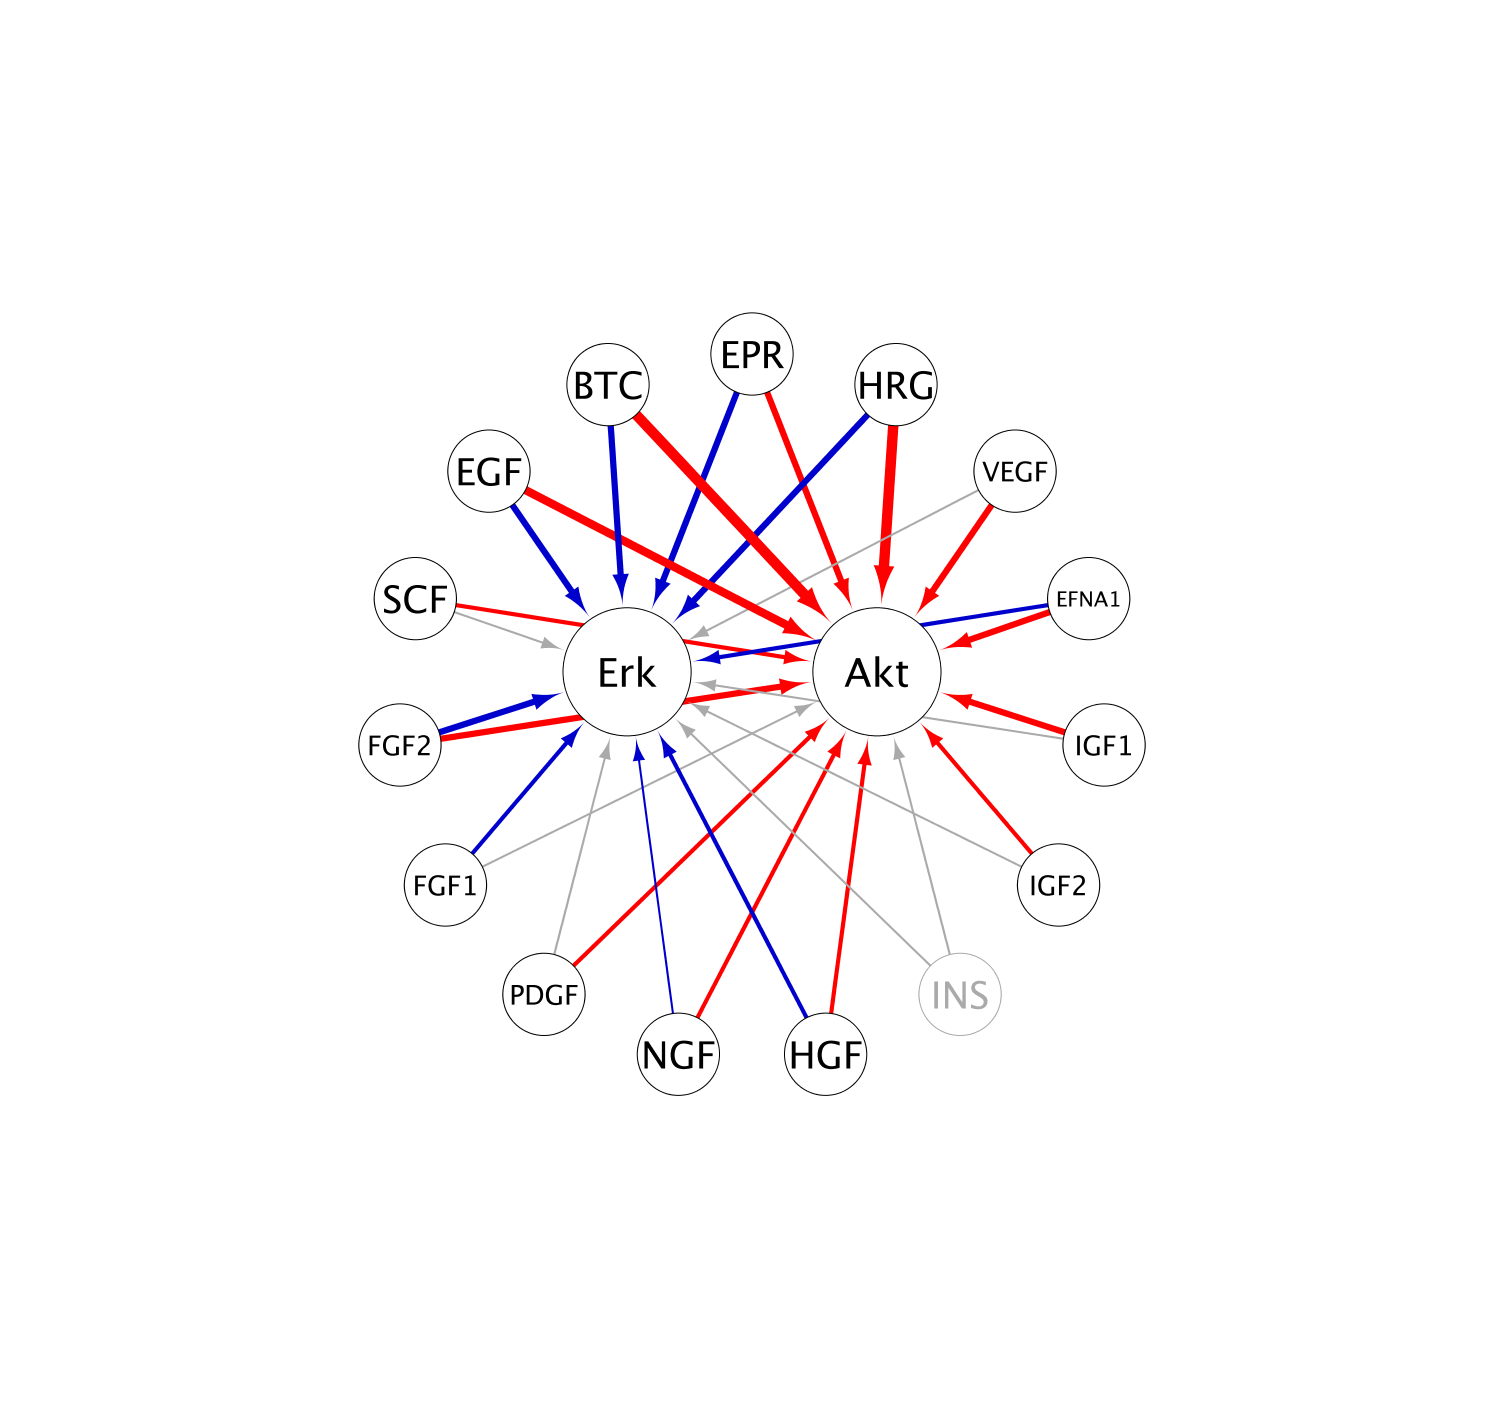 EPR
BTC
HRG
EGF
VEGF
SCF
EFNA1
Erk
Akt
FGF2
IGF1
FGF1
IGF2
PDGF
INS
NGF
HGF